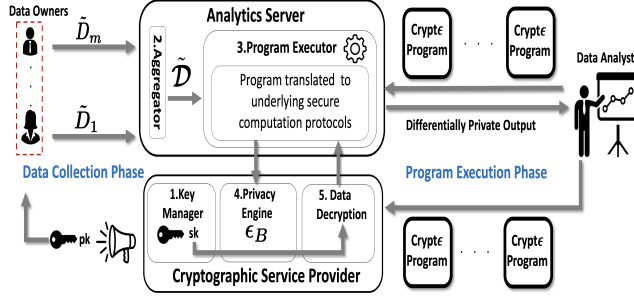 Data Owners
Analytics Server
D̃ₘ
D̃₁
2.Aggregator
𝓓̃
3.Program Executor
Program translated to
underlying secure
computation protocols
Cryptϵ
Program
. . .
Cryptϵ
Program
Data Analyst
Differentially Private Output
Data Collection Phase
Program Execution Phase
1.Key
Manager
sk
4.Privacy
Engine
ϵ_B
5. Data
Decryption
pk
Cryptographic Service Provider
Cryptϵ
Program
. . .
Cryptϵ
Program